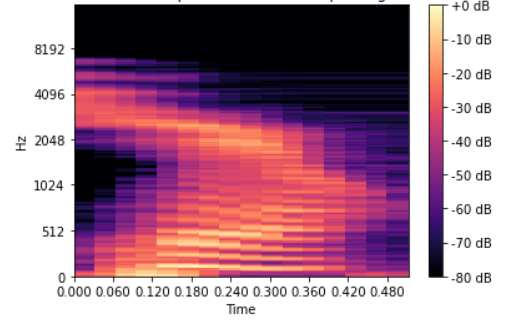 +0 dB
8192
-10 dB
4096
-20 dB
-30 dB
2048
Hz
-40 dB
1024
-50 dB
512
-60 dB
-70 dB
0
-80 dB
0.000 0.060 0.120 0.180 0.240 0.300 0.360 0.420 0.480
Time